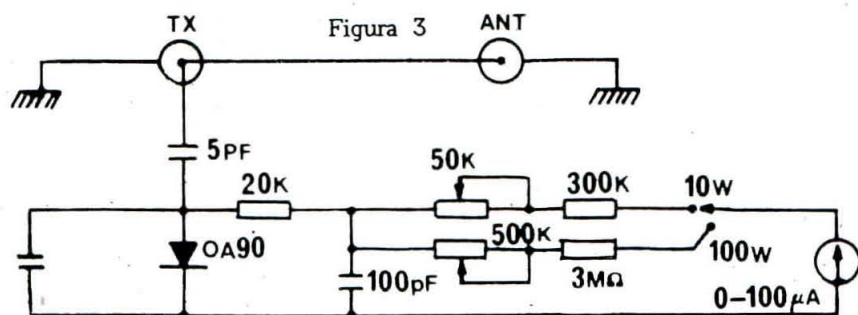 TX
Figura 3
ANT
5PF
20K
50K
300K
10W
OA90
500K
100W
100pF
3MΩ
0-100μA